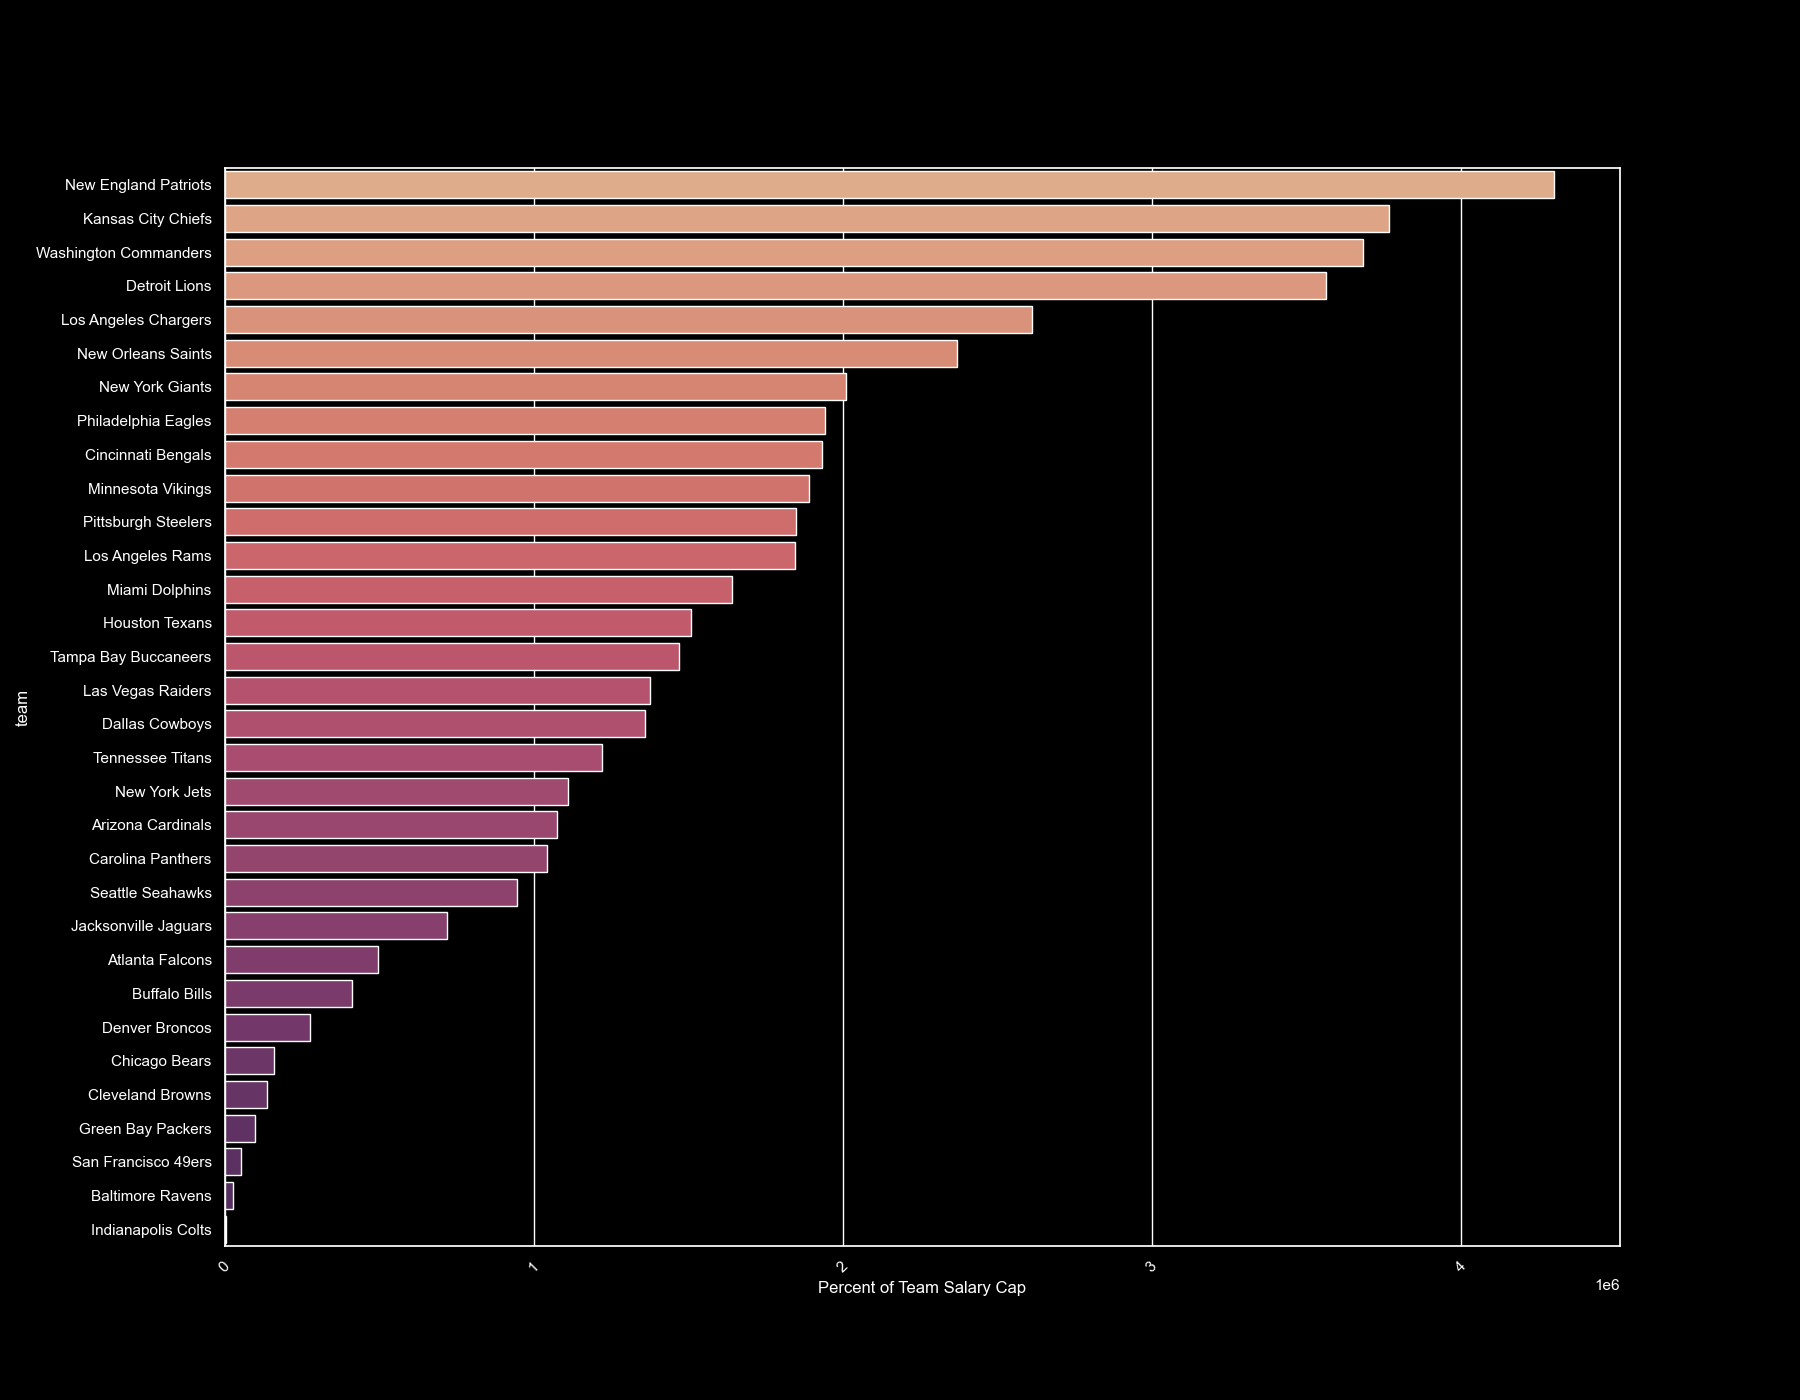 New England Patriots
Kansas City Chiefs
Washington Commanders
Detroit Lions
Los Angeles Chargers
New Orleans Saints
New York Giants
Philadelphia Eagles
Cincinnati Bengals
Minnesota Vikings
Pittsburgh Steelers
Los Angeles Rams
Miami Dolphins
Houston Texans
Tampa Bay Buccaneers
Las Vegas Raiders
team
Dallas Cowboys
Tennessee Titans
New York Jets
Arizona Cardinals
Carolina Panthers
Seattle Seahawks
Jacksonville Jaguars
Atlanta Falcons
Buffalo Bills
Denver Broncos
Chicago Bears
Cleveland Browns
Green Bay Packers
San Francisco 49ers
Baltimore Ravens
Indianapolis Colts
0 1 2 3 4
1e6
Percent of Team Salary Cap